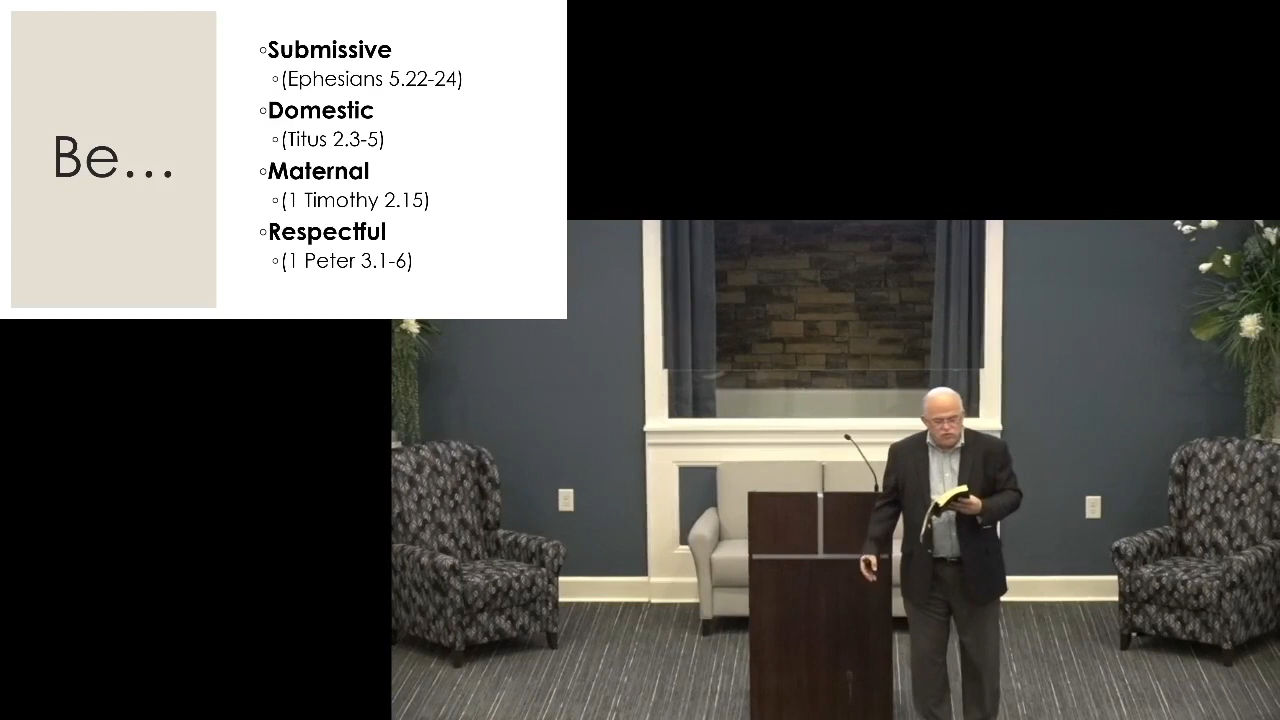 Be...
◦Submissive
◦(Ephesians 5.22-24)
◦Domestic
◦(Titus 2.3-5)
◦Maternal
◦(1 Timothy 2.15)
◦Respectful
◦(1 Peter 3.1-6)